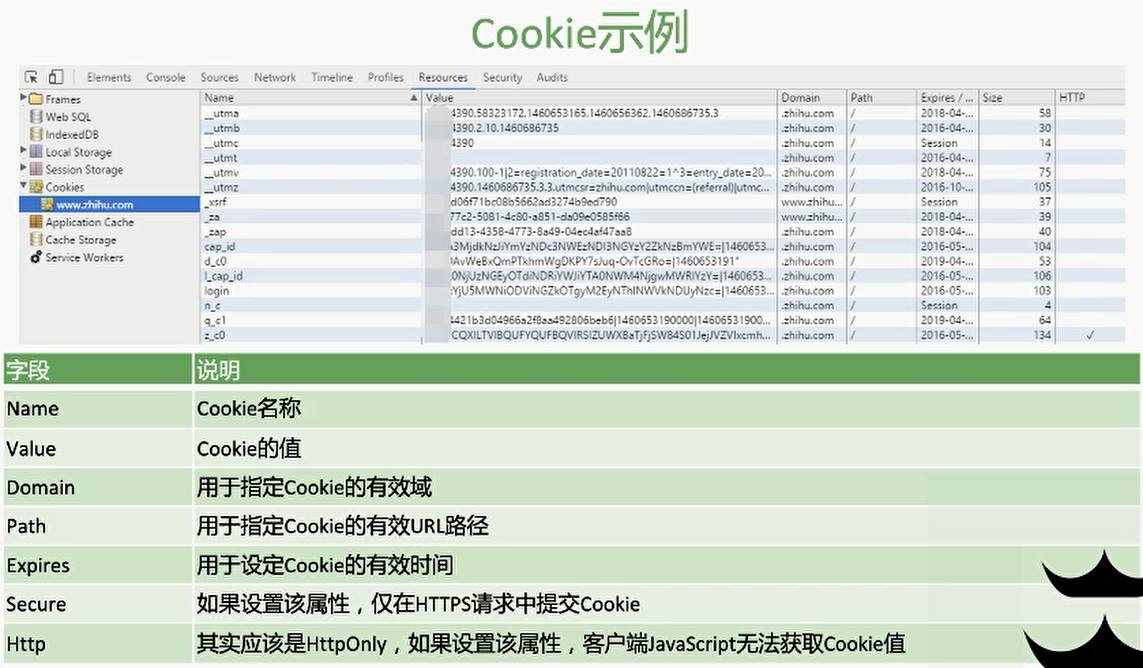 Cookie示例
Elements Console Sources Network Timeline Profiles Resources Security Audits
Frames
Web SQL
IndexedDB
Local Storage
Session Storage
Cookies
www.zhihu.com
Application Cache
Cache Storage
Service Workers
Name Value Domain Path Expires / ... Size HTTP
__utma 4390.58323172.1460653165.1460656362.1460686735.3 .zhihu.com / 2018-04-... 58
__utmb 4390.2.10.1460686735 .zhihu.com / 2016-04-... 30
__utmc 4390 .zhihu.com / Session 14
__utmt .zhihu.com / 2016-04-... 7
__utmv 4390.100-1|2=registration_date=20110822=1^3=entry_date=20... .zhihu.com / 2018-04-... 75
__utmz 4390.1460686735.3.3.utmcsr=zhihu.com|utmccn=(referral)|utmc... .zhihu.com / 2016-10-... 105
_xsrf d06f71bc08b5662ad3274b9ed790 www.zhihu... / Session 37
_za 77c2-5081-4c80-a851-da09e0585f66 www.zhihu... / 2018-04-... 39
_zap dd13-4358-4773-8a49-04ec4af47aa8 .zhihu.com / 2018-04-... 40
cap_id .zhihu.com / 2016-05-... 104
d_c0 .zhihu.com / 2019-04-... 53
l_cap_id .zhihu.com / 2016-05-... 106
login .zhihu.com / 2016-05-... 103
n_c .zhihu.com / Session 4
q_c1 4421b3d04966a2f8aa492806beb6|1460653190000|1460653190​0... .zhihu.com / 2019-04-... 64
z_c0 .zhihu.com / 2016-05-... 134 ✓
字段 说明
Name Cookie名称
Value Cookie的值
Domain 用于指定Cookie的有效域
Path 用于指定Cookie的有效URL路径
Expires 用于设定Cookie的有效时间
Secure 如果设置该属性，仅在HTTPS请求中提交Cookie
Http 其实应该是HttpOnly，如果设置该属性，客户端JavaScript无法获取Cookie值